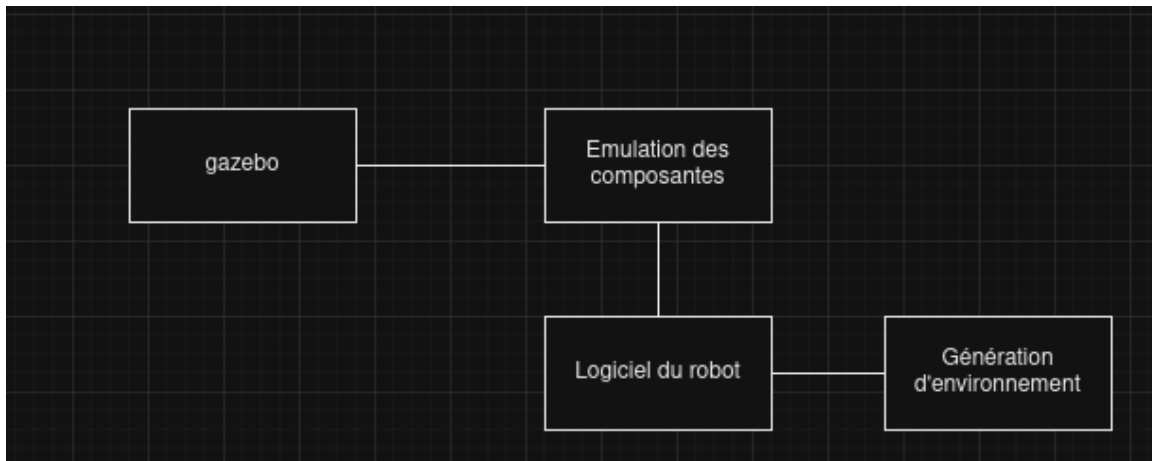 gazebo
Emulation des
composantes
Logiciel du robot
Génération
d'environnement